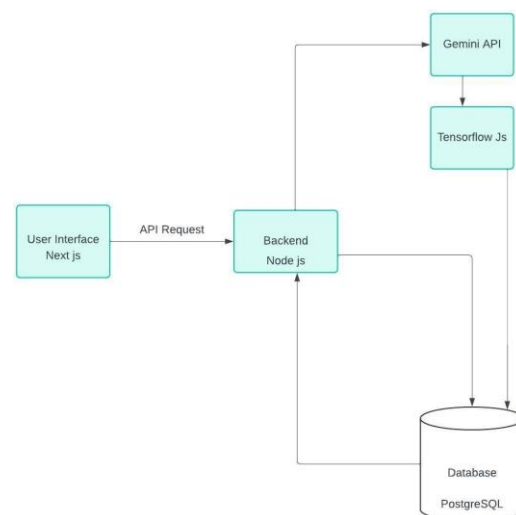 Gemini API
Tensorflow Js
API Request
User Interface
Next js
Backend
Node js
Database
PostgreSQL